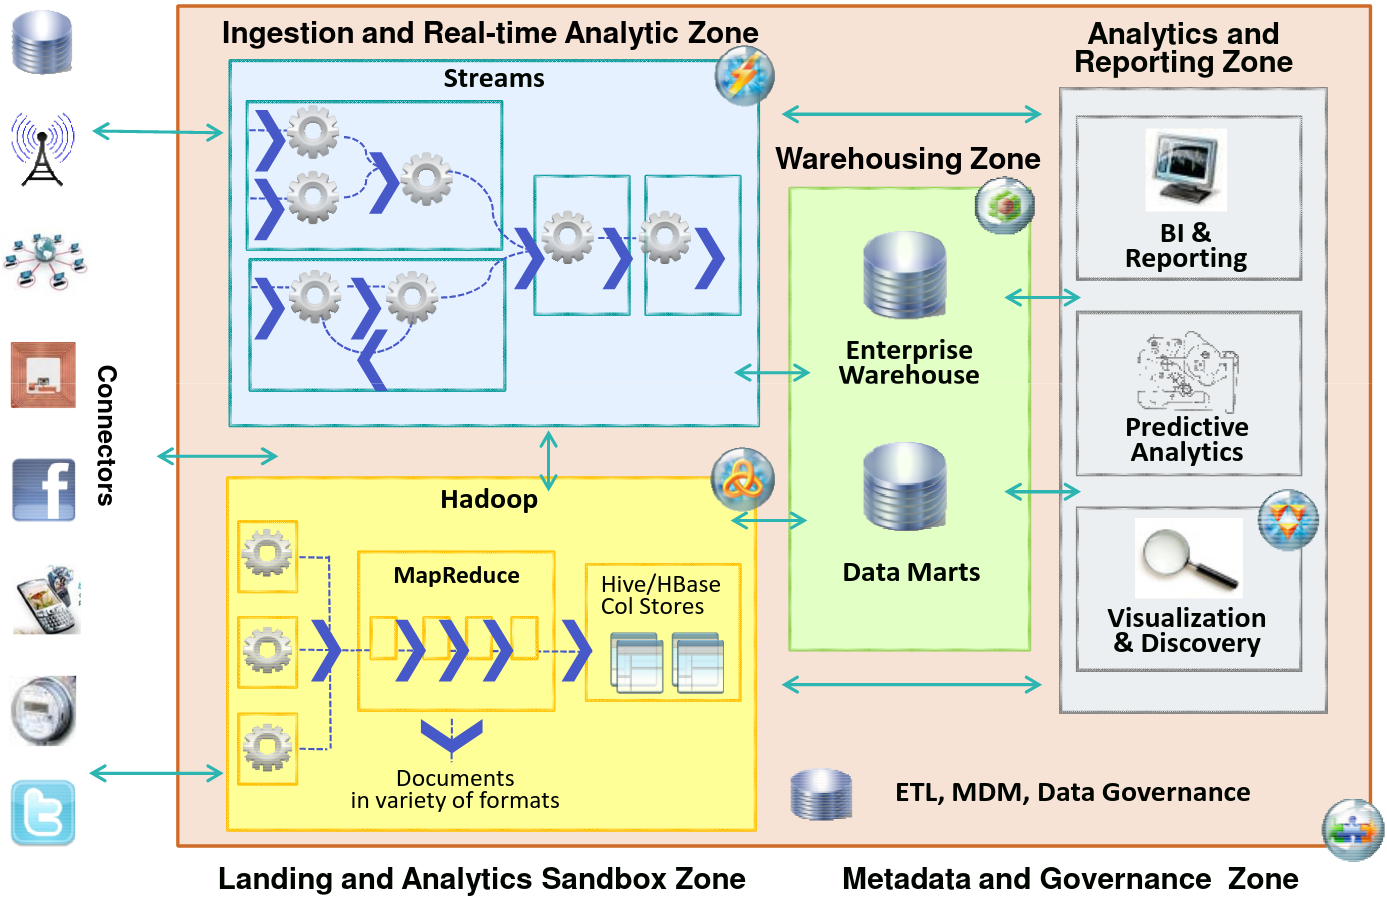 Ingestion and Real-time Analytic Zone
Streams
Analytics and
Reporting Zone
Warehousing Zone
BI &
Reporting
Enterprise
Warehouse
Connectors
Predictive
Analytics
f
Hadoop
MapReduce
Hive/HBase
Col Stores
Data Marts
Visualization
& Discovery
Documents
in variety of formats
t
ETL, MDM, Data Governance
Landing and Analytics Sandbox Zone
Metadata and Governance Zone